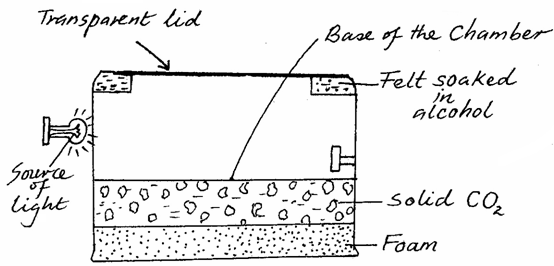 Transparent lid
Base of the Chamber
Felt soaked
in
alcohol
Source
of
light
solid CO₂
Foam